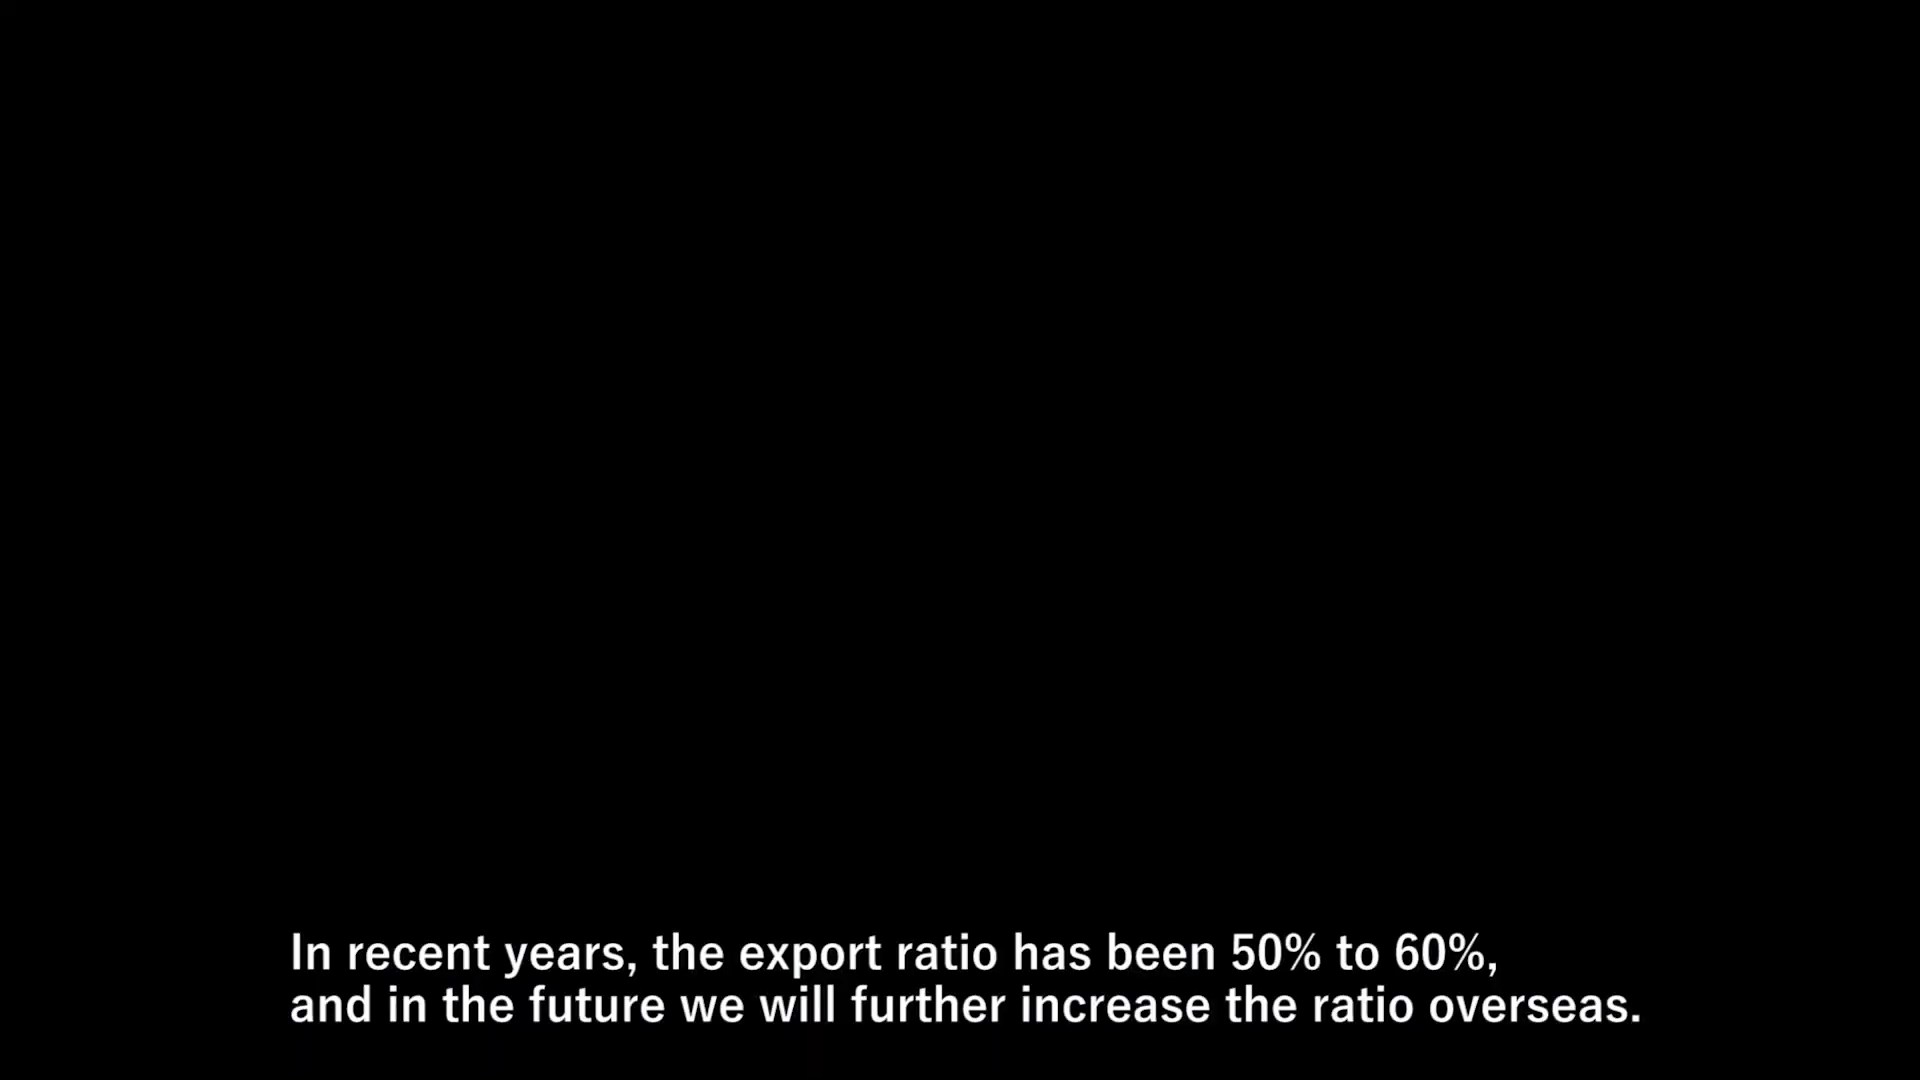 In recent years, the export ratio has been 50% to 60%,
and in the future we will further increase the ratio overseas.